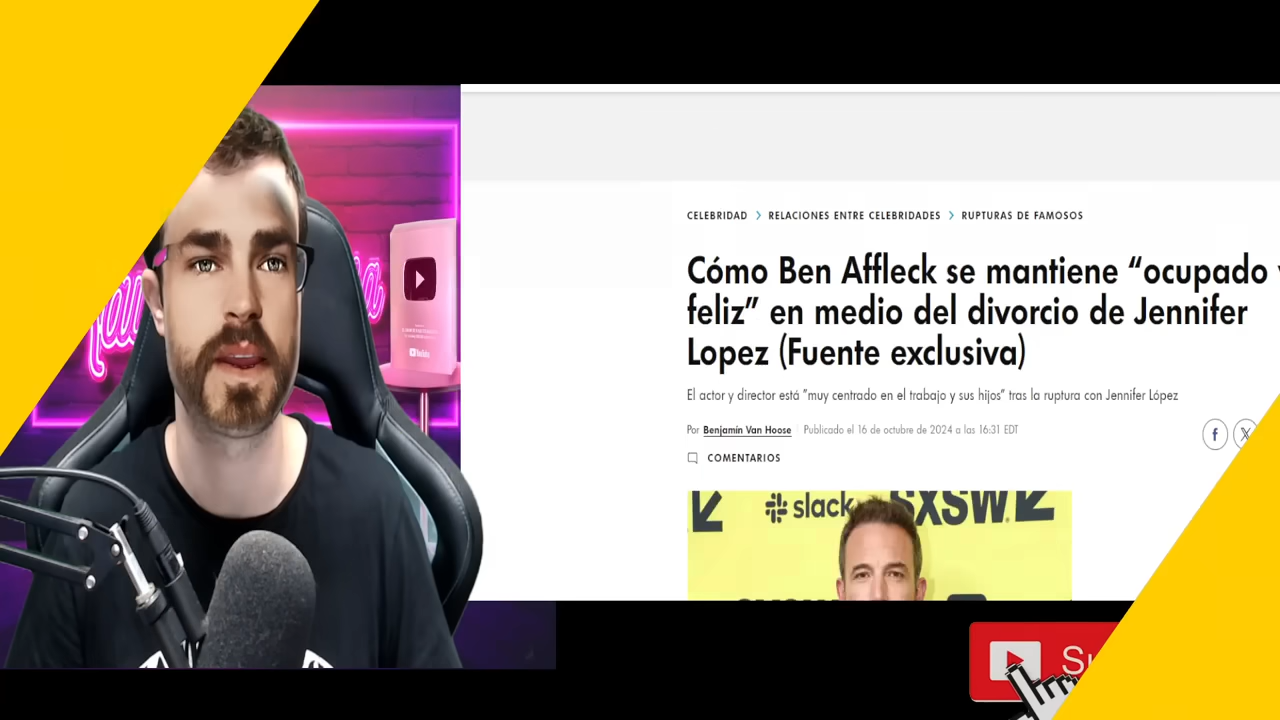 CELEBRIDAD > RELACIONES ENTRE CELEBRIDADES > RUPTURAS DE FAMOSOS
Cómo Ben Affleck se mantiene “ocupado y
feliz” en medio del divorcio de Jennifer
Lopez (Fuente exclusiva)
El actor y director está "muy centrado en el trabajo y sus hijos" tras la ruptura con Jennifer López
Por Benjamín Van Hoose Publicado el 16 de octubre de 2024 a las 16:31 EDT
COMENTARIOS
slack
SXSW
YouTube
Su